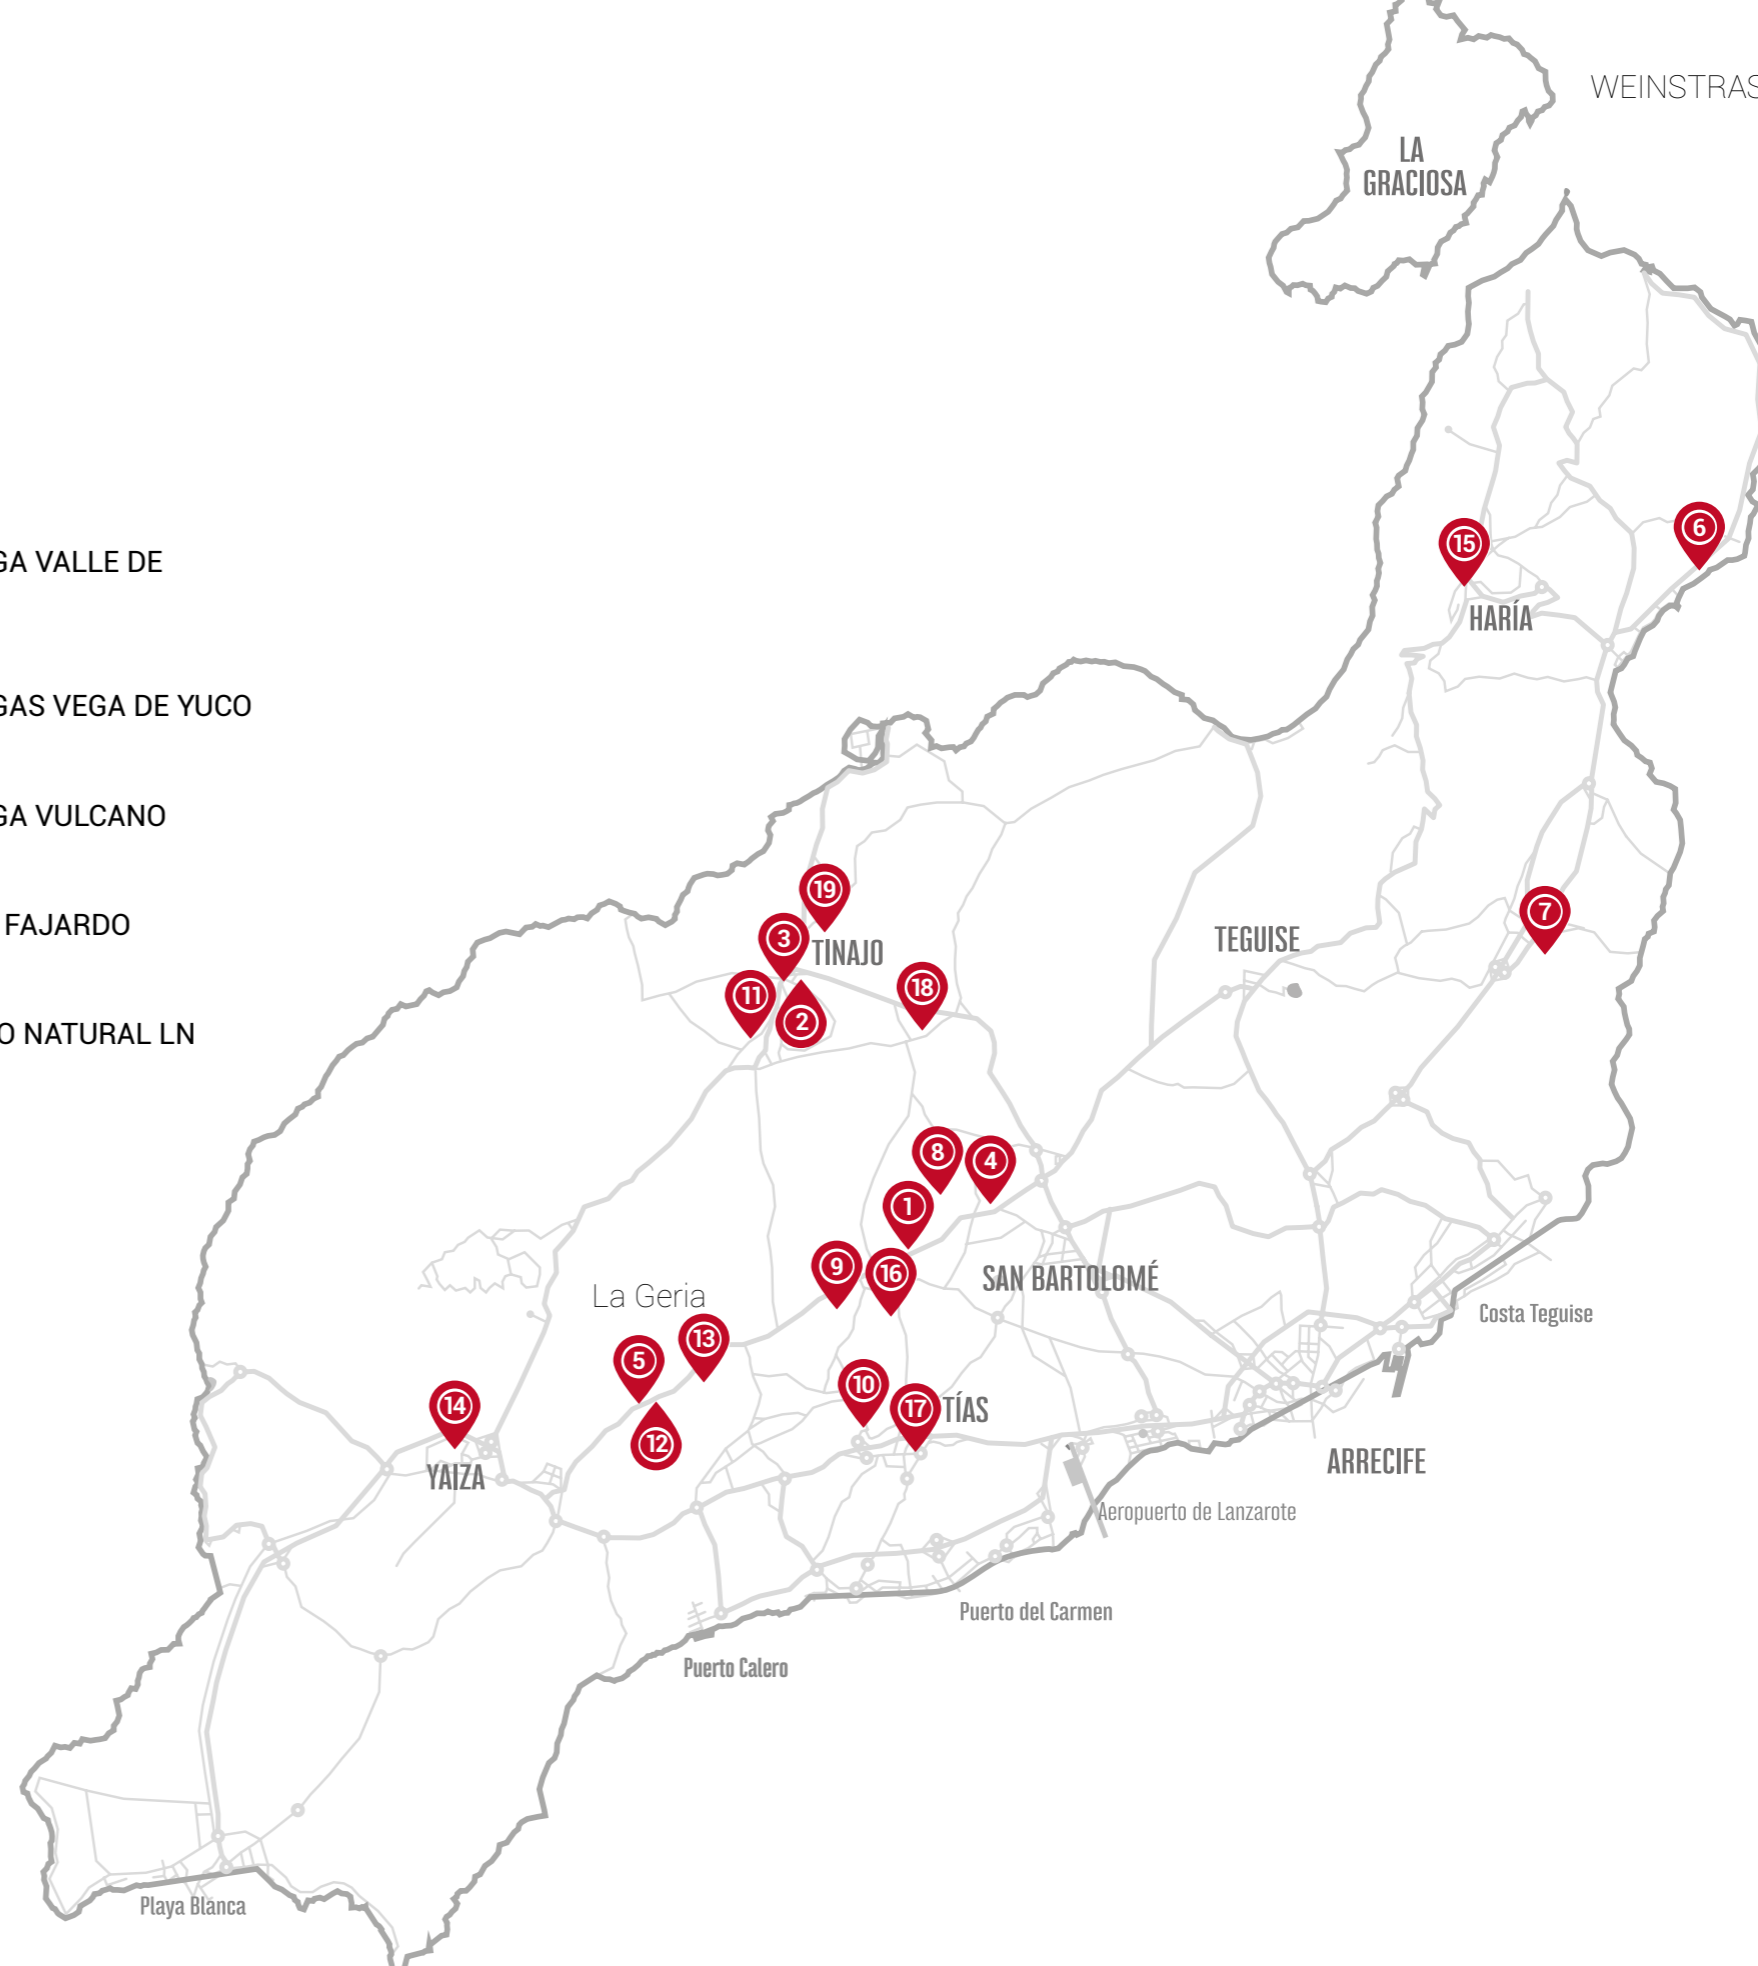 WEINSTRAS
LA
GRACIOSA
6
15
GA VALLE DE
HARÍA
GAS VEGA DE YUCO
GA VULCANO
19
7
FAJARDO
3
TINAJO
TEGUISE
18
11
2
O NATURAL LN
8
4
1
9
16
SAN BARTOLOMÉ
La Geria
Costa Teguise
13
5
10
14
17
TÍAS
12
YAIZA
ARRECIFE
Aeropuerto de Lanzarote
Puerto del Carmen
Puerto Calero
Playa Blanca